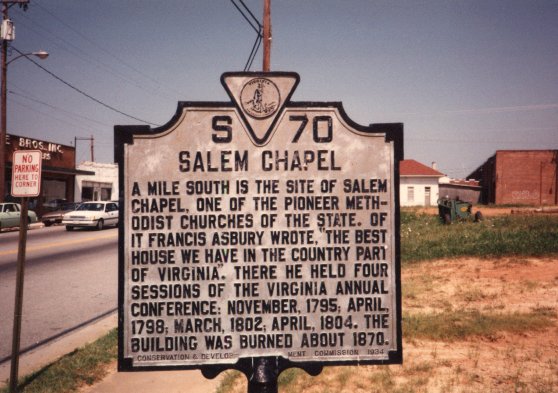 S 70
SALEM CHAPEL
A MILE SOUTH IS THE SITE OF SALEM
CHAPEL, ONE OF THE PIONEER METH-
ODIST CHURCHES OF THE STATE. OF
IT FRANCIS ASBURY WROTE, "THE BEST
HOUSE WE HAVE IN THE COUNTRY PART
OF VIRGINIA". THERE HE HELD FOUR
SESSIONS OF THE VIRGINIA ANNUAL
CONFERENCE: NOVEMBER, 1795; APRIL,
1798; MARCH, 1802; APRIL, 1804. THE
BUILDING WAS BURNED ABOUT 1870.
CONSERVATION & DEVELOPMENT COMMISSION 1934
NO
PARKING
HERE TO
CORNER
BROS. INC.